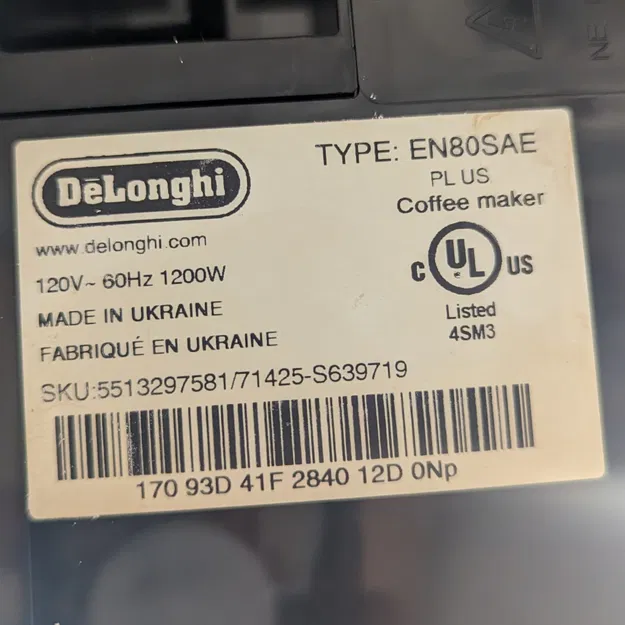 DeLonghi
www.delonghi.com
120V~ 60Hz 1200W
MADE IN UKRAINE
FABRIQUÉ EN UKRAINE
SKU:5513297581/71425-S639719
TYPE: EN80SAE
PL US
Coffee maker
C UL US
Listed
4SM3
170 93D 41F 2840 12D 0Np
NE